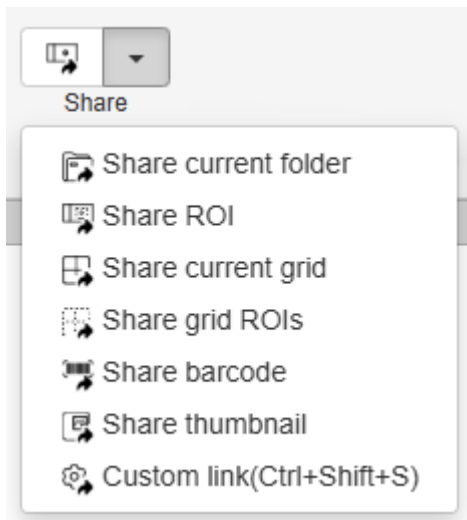 Share
Share current folder
Share ROI
Share current grid
Share grid ROIs
Share barcode
Share thumbnail
Custom link(Ctrl+Shift+S)